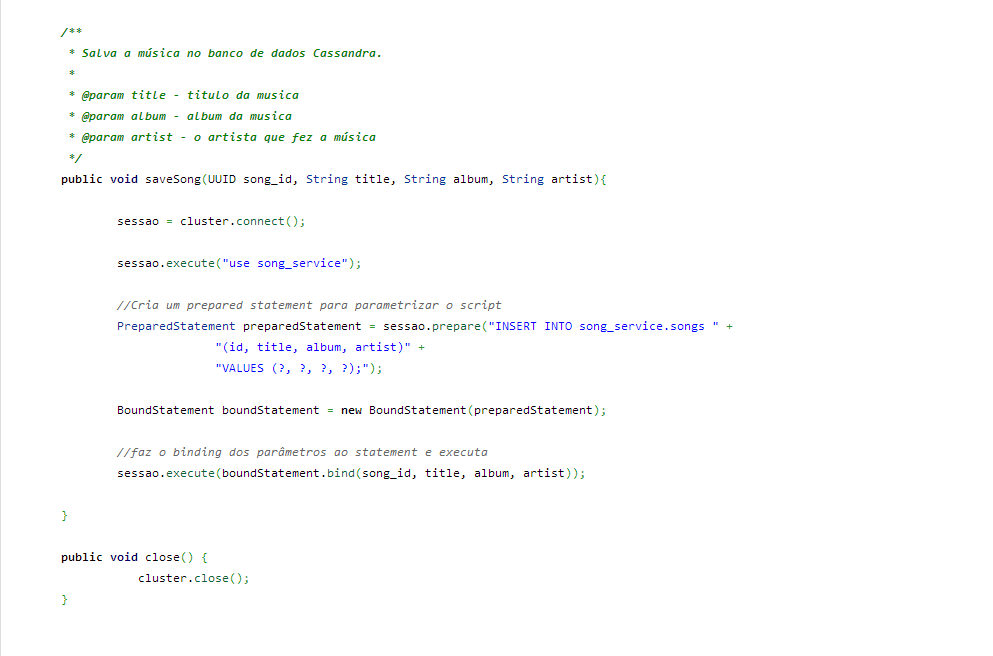 /**
 * Salva a música no banco de dados Cassandra.
 *
 * @param title - titulo da musica
 * @param album - album da musica
 * @param artist - o artista que fez a música
 */
public void saveSong(UUID song_id, String title, String album, String artist){
sessao = cluster.connect();
sessao.execute("use song_service");
//Cria um prepared statement para parametrizar o script
PreparedStatement preparedStatement = sessao.prepare("INSERT INTO song_service.songs " +
"(id, title, album, artist)" +
"VALUES (?, ?, ?, ?);");
BoundStatement boundStatement = new BoundStatement(preparedStatement);
//faz o binding dos parâmetros ao statement e executa
sessao.execute(boundStatement.bind(song_id, title, album, artist));
}
public void close() {
cluster.close();
}